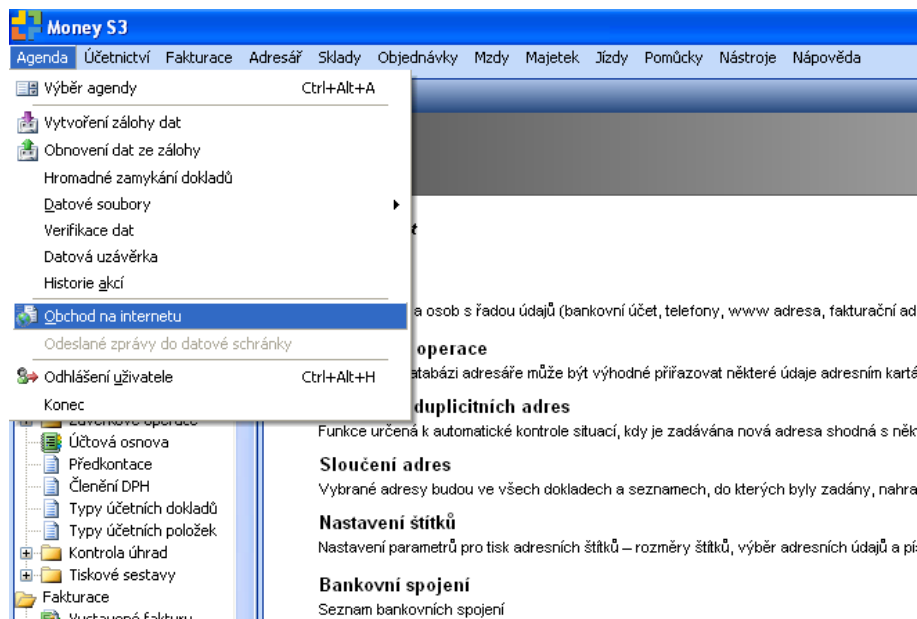 Money S3
Agenda Účetnictví Fakturace Adresář Sklady Objednávky Mzdy Majetek Jízdy Pomůcky Nástroje Nápověda
Výběr agendy Ctrl+Alt+A
Vytvoření zálohy dat
Obnovení dat ze zálohy
Hromadné zamykání dokladů
Datové soubory
Verifikace dat
Datová uzávěrka
Historie akcí
Obchod na internetu
Odeslané zprávy do datové schránky
Odhlášení uživatele Ctrl+Alt+H
Konec
t
a osob s řadou údajů (bankovní účet, telefony, www adresa, fakturační ad
operace
atabázi adresáře může být výhodné přiřazovat některé údaje adresním kartá
duplicitních adres
Funkce určená k automatické kontrole situací, kdy je zadávána nová adresa shodná s něk
Sloučení adres
Vybrané adresy budou ve všech dokladech a seznamech, do kterých byly zadány, nahra
Nastavení štítků
Nastavení parametrů pro tisk adresních štítků – rozměry štítků, výběr adresních údajů a pí
Bankovní spojení
Seznam bankovních spojení
Závěrkové operace
Účtová osnova
Předkontace
Členění DPH
Typy účetních dokladů
Typy účetních položek
Kontrola úhrad
Tiskové sestavy
Fakturace
Vystavené faktury